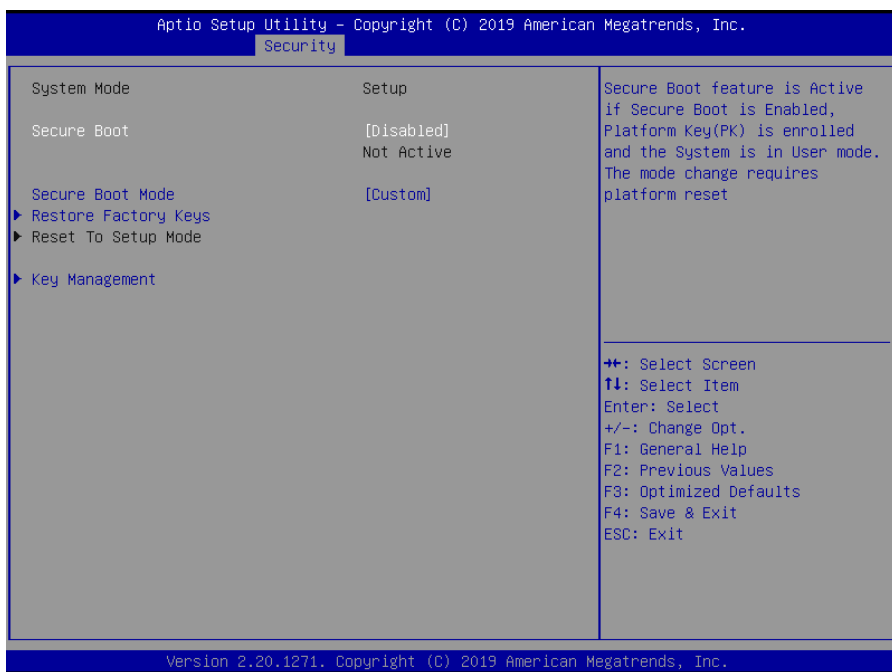 Aptio Setup Utility – Copyright (C) 2019 American Megatrends, Inc.
Security
System Mode Setup
Secure Boot [Disabled]
Not Active
Secure Boot Mode [Custom]
Restore Factory Keys
Reset To Setup Mode
Key Management
Secure Boot feature is Active
if Secure Boot is Enabled,
Platform Key(PK) is enrolled
and the System is in User mode.
The mode change requires
platform reset
→←: Select Screen
↑↓: Select Item
Enter: Select
+/-: Change Opt.
F1: General Help
F2: Previous Values
F3: Optimized Defaults
F4: Save & Exit
ESC: Exit
Version 2.20.1271. Copyright (C) 2019 American Megatrends, Inc.